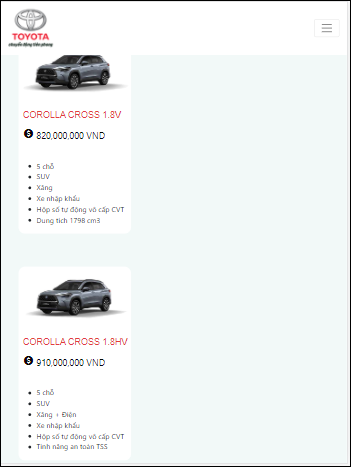 TOYOTA
chuyển động tiên phong
COROLLA CROSS 1.8V
820,000,000 VND
5 chỗ
SUV
Xăng
Xe nhập khẩu
Hộp số tự động vô cấp CVT
Dung tích 1798 cm3
COROLLA CROSS 1.8HV
910,000,000 VND
5 chỗ
SUV
Xăng + Điện
Xe nhập khẩu
Hộp số tự động vô cấp CVT
Tính năng an toàn TSS